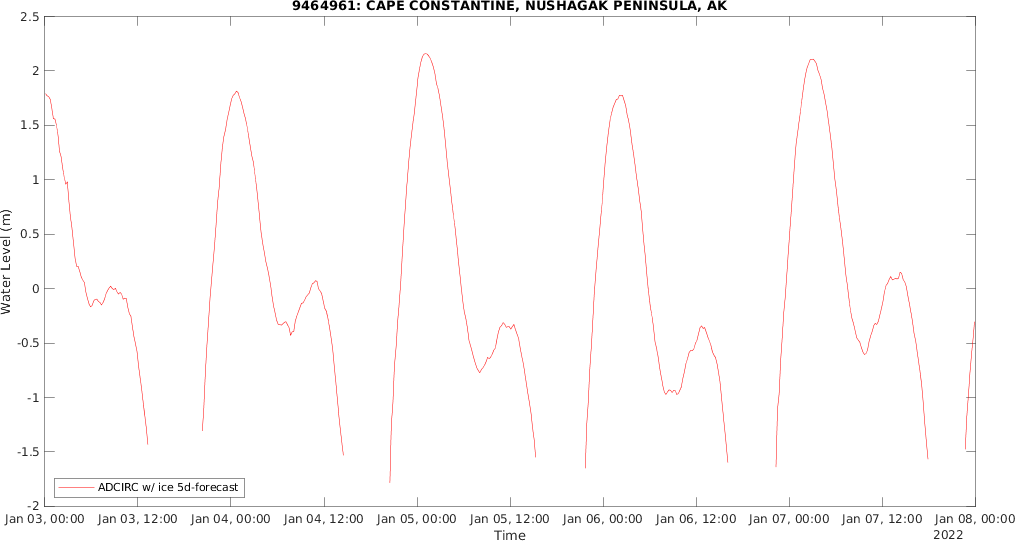 9464961: CAPE CONSTANTINE, NUSHAGAK PENINSULA, AK
2.5
2
1.5
1
0.5
0
-0.5
-1
-1.5
-2
Water Level (m)
ADCIRC w/ ice 5d-forecast
Jan 03, 00:00 Jan 03, 12:00 Jan 04, 00:00 Jan 04, 12:00 Jan 05, 00:00 Jan 05, 12:00 Jan 06, 00:00 Jan 06, 12:00 Jan 07, 00:00 Jan 07, 12:00 Jan 08, 00:00
Time
2022